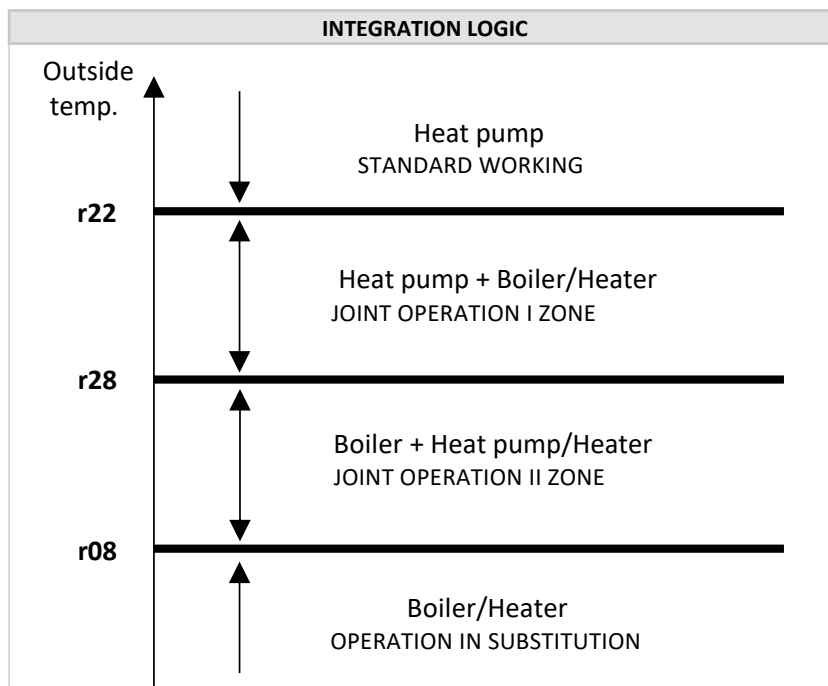 INTEGRATION LOGIC
Outside
temp.
Heat pump
STANDARD WORKING
r22
Heat pump + Boiler/Heater
JOINT OPERATION I ZONE
r28
Boiler + Heat pump/Heater
JOINT OPERATION II ZONE
r08
Boiler/Heater
OPERATION IN SUBSTITUTION